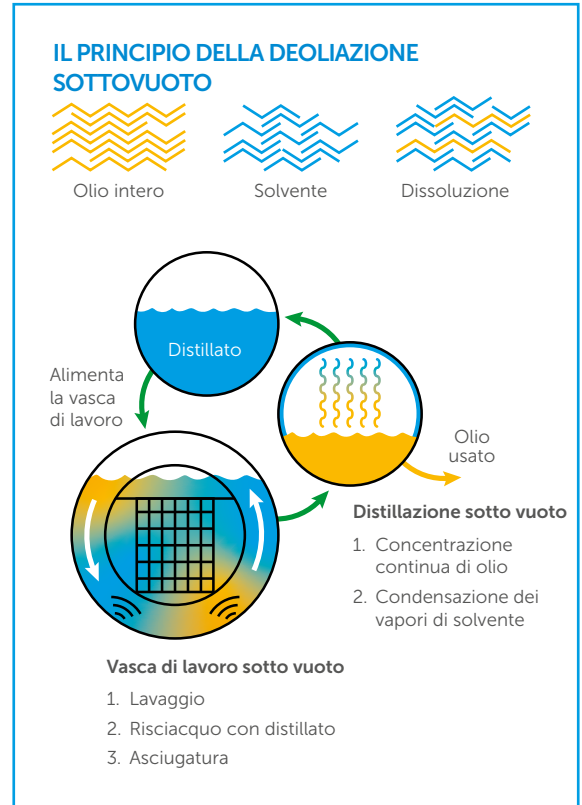 IL PRINCIPIO DELLA DEOLIAZIONE
SOTTOVUOTO
Olio intero
Solvente
Dissoluzione
Distillato
Alimenta
la vasca
di lavoro
Olio
usato
Distillazione sotto vuoto
1. Concentrazione
continua di olio
2. Condensazione dei
vapori di solvente
Vasca di lavoro sotto vuoto
1. Lavaggio
2. Risciacquo con distillato
3. Asciugatura